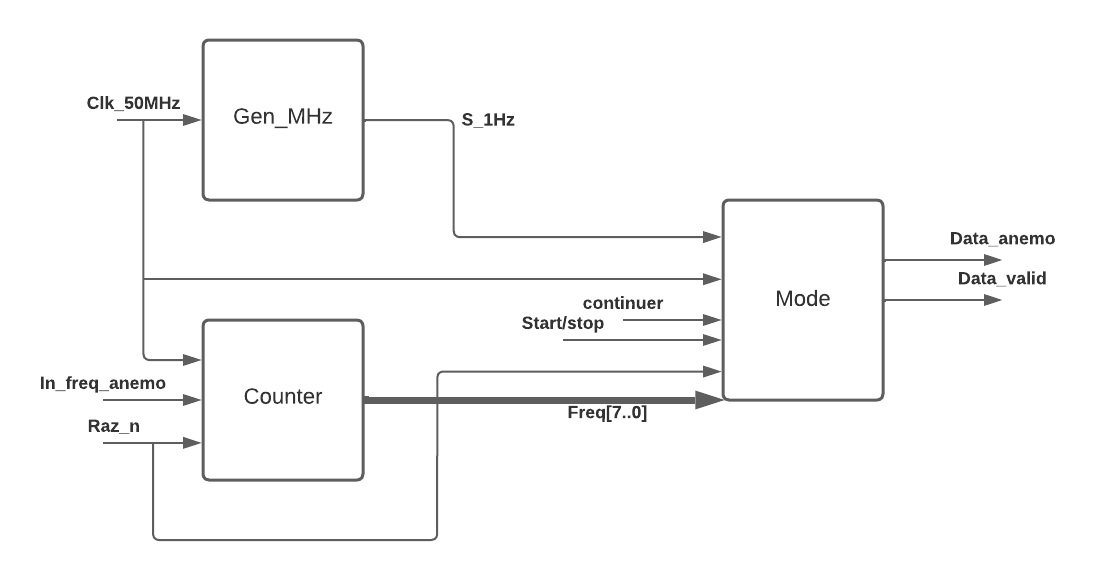 Clk_50MHz
Gen_MHz
S_1Hz
Data_anemo
Data_valid
Mode
continuer
Start/stop
In_freq_anemo
Counter
Freq[7..0]
Raz_n